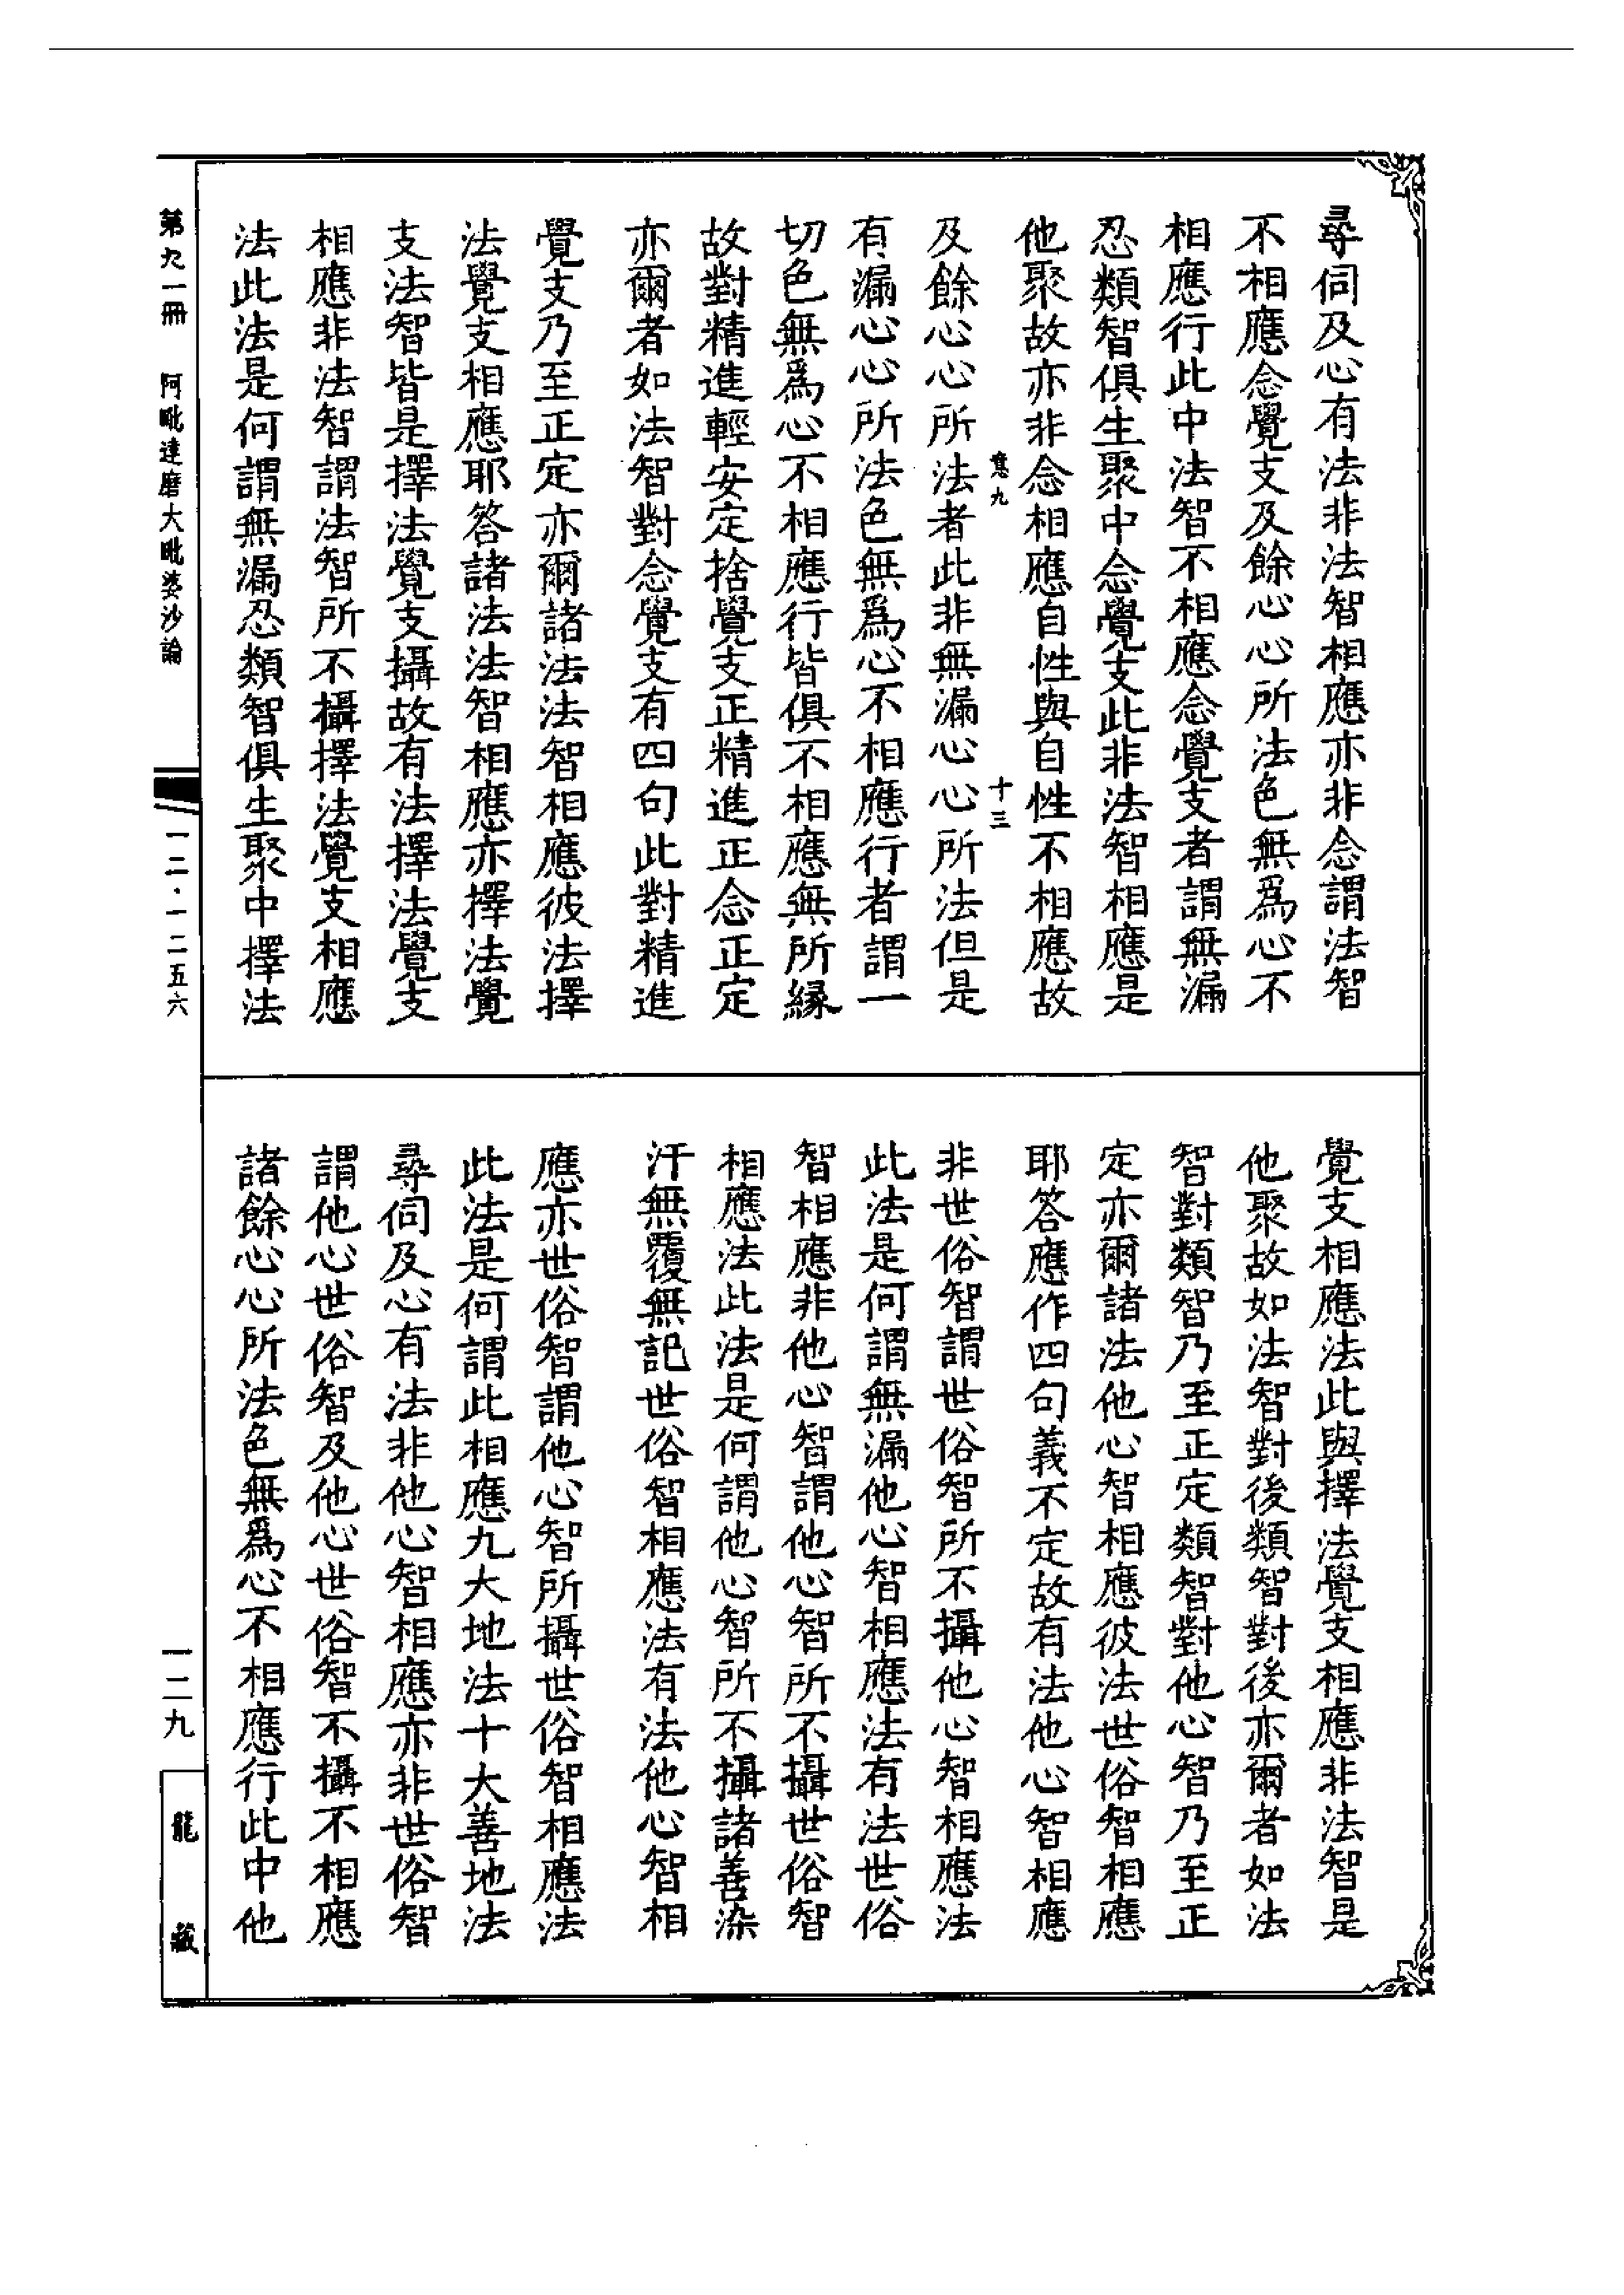 尋伺及心有法非法智相應亦非念謂法智
不相應念覺支及餘心心所法色無爲心不
相應行此中法智不相應念覺支者謂無漏
忍類智俱生聚中念覺支此非法智相應是
他聚故亦非念相應自性與自性不相應故
及餘心心所法者此非無漏心心所法但是
有漏心心所法色無爲心不相應行者謂一
切色無爲心不相應行皆俱不相應無所緣
故對精進輕安定捨覺支正精進正念正定
亦爾者如法智對念覺支有四句此對精進
覺支乃至正定亦爾諸法法智相應彼法擇
法覺支相應耶答諸法法智相應亦擇法覺
支法智皆是擇法覺支攝故有法擇法覺支
相應非法智謂法智所不攝擇法覺支相應
法此法是何謂無漏忍類智俱生聚中擇法
覺支相應法此與擇法覺支相應非法智是
他聚故如法智對後類智對後亦爾者如法
智對類智乃至正定類智對他心智乃至正
定亦爾諸法他心智相應彼法世俗智相應
耶答應作四句義不定故有法他心智相應
非世俗智謂世俗智所不攝他心智相應法
此法是何謂無漏他心智相應法有法世俗
智相應非他心智謂他心智所不攝世俗智
相應法此法是何謂他心智所不攝諸善染
汙無覆無記世俗智相應法有法他心智相
應亦世俗智謂他心智所攝世俗智相應法
此法是何謂此相應九大地法十大善地法
尋伺及心有法非他心智相應亦非世俗智
謂他心世俗智及他心世俗智不攝不相應
諸餘心心所法色無爲心不相應行此中他
十三
第九一冊 阿毗達磨大毗婆沙論
一二·一二五六
一二九
龍藏